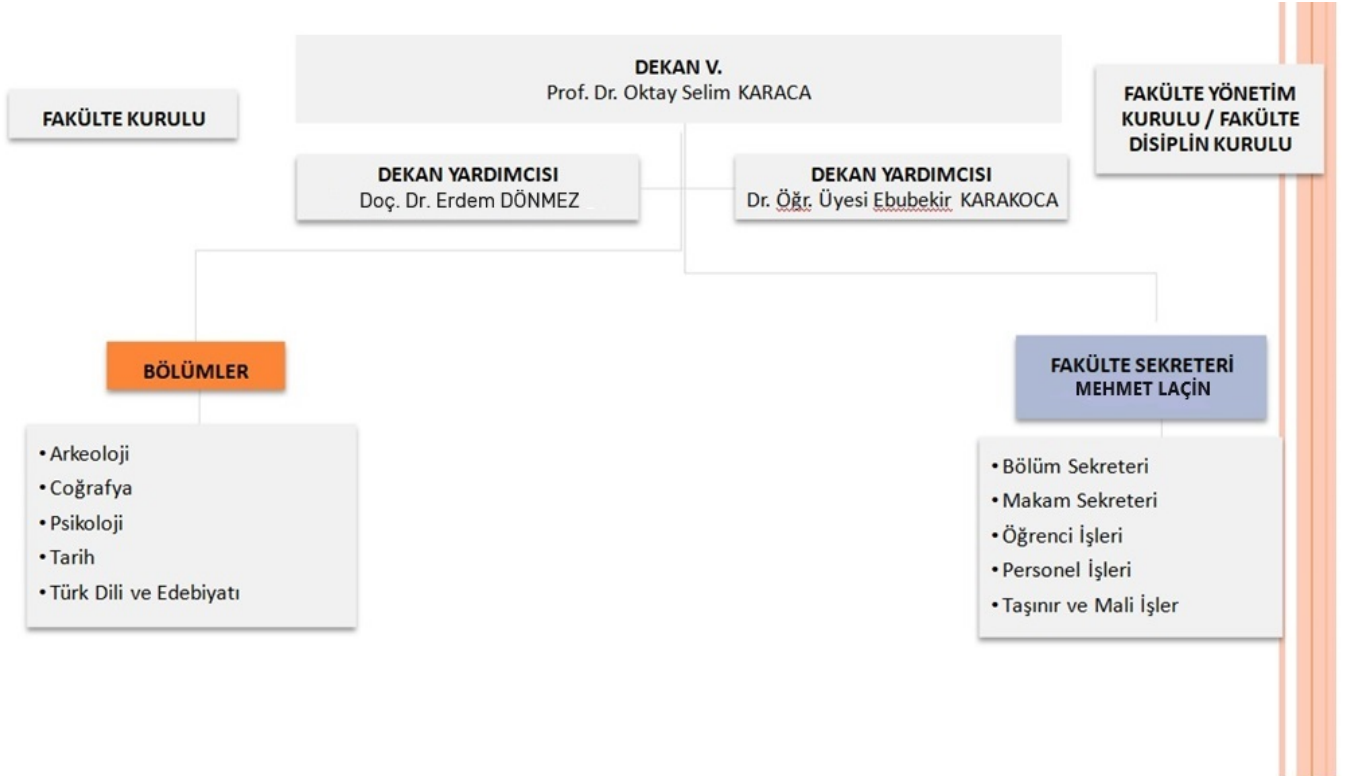 DEKAN V.
Prof. Dr. Oktay Selim KARACA
FAKÜLTE KURULU
FAKÜLTE YÖNETİM
KURULU / FAKÜLTE
DİSİPLİN KURULU
DEKAN YARDIMCISI
Doç. Dr. Erdem DÖNMEZ
DEKAN YARDIMCISI
Dr. Öğr. Üyesi Ebubekir KARAKOCA
BÖLÜMLER
• Arkeoloji
• Coğrafya
• Psikoloji
• Tarih
• Türk Dili ve Edebiyatı
FAKÜLTE SEKRETERİ
MEHMET LAÇİN
• Bölüm Sekreteri
• Makam Sekreteri
• Öğrenci İşleri
• Personel İşleri
• Taşınır ve Mali İşler